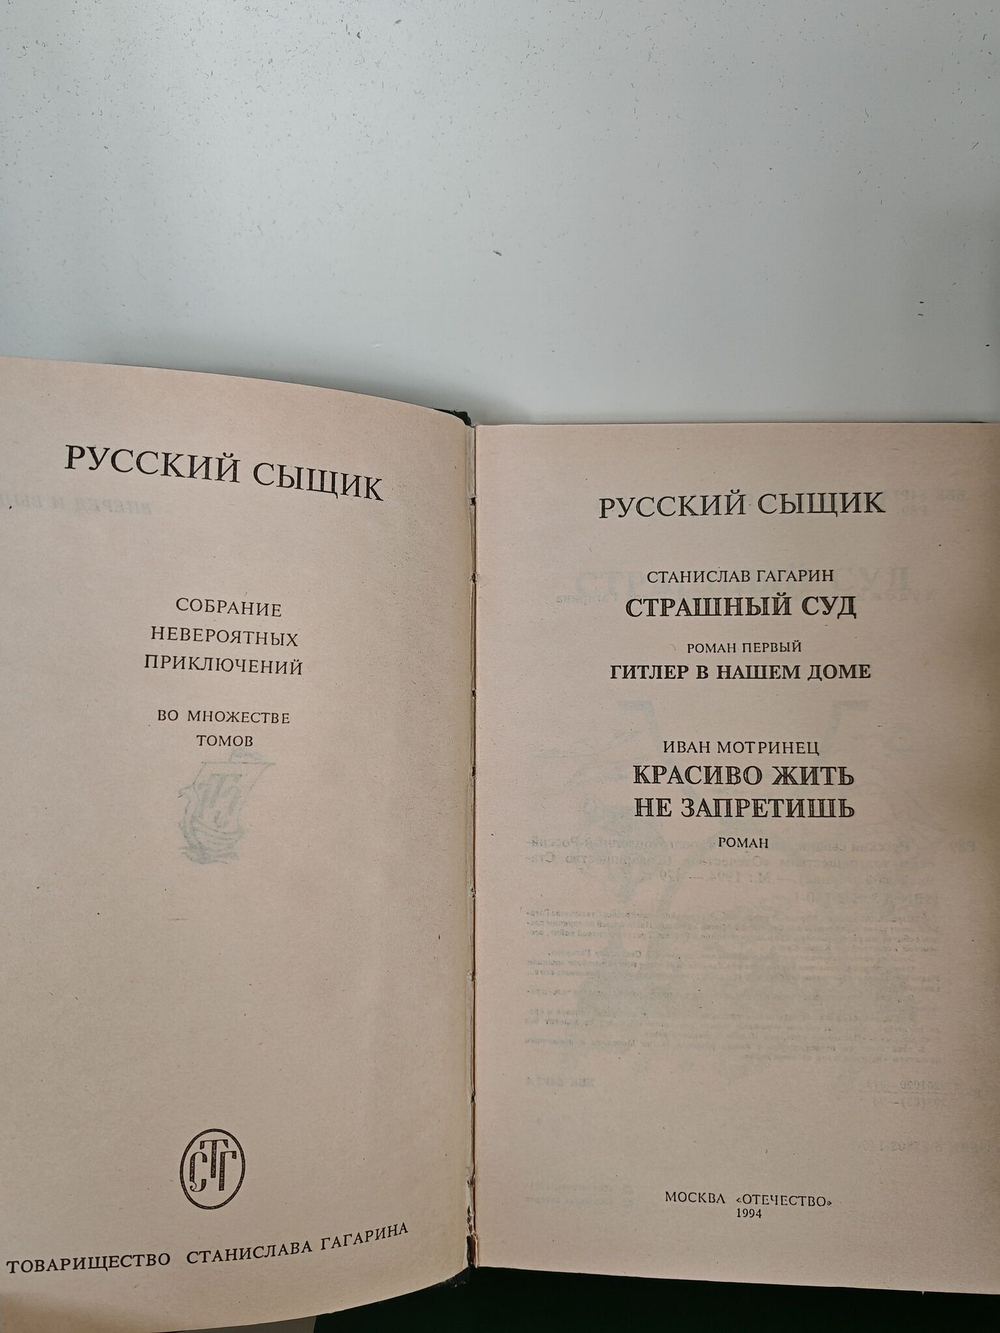 РУССКИЙ СЫЩИК
СОБРАНИЕ
НЕВЕРОЯТНЫХ
ПРИКЛЮЧЕНИЙ
ВО МНОЖЕСТВЕ
ТОМОВ
СТГ
ТОВАРИЩЕСТВО СТАНИСЛАВА ГАГАРИНА
РУССКИЙ СЫЩИК
СТАНИСЛАВ ГАГАРИН
СТРАШНЫЙ СУД
РОМАН ПЕРВЫЙ
ГИТЛЕР В НАШЕМ ДОМЕ
ИВАН МОТРИНЕЦ
КРАСИВО ЖИТЬ
НЕ ЗАПРЕТИШЬ
РОМАН
МОСКВА «ОТЕЧЕСТВО»
1994